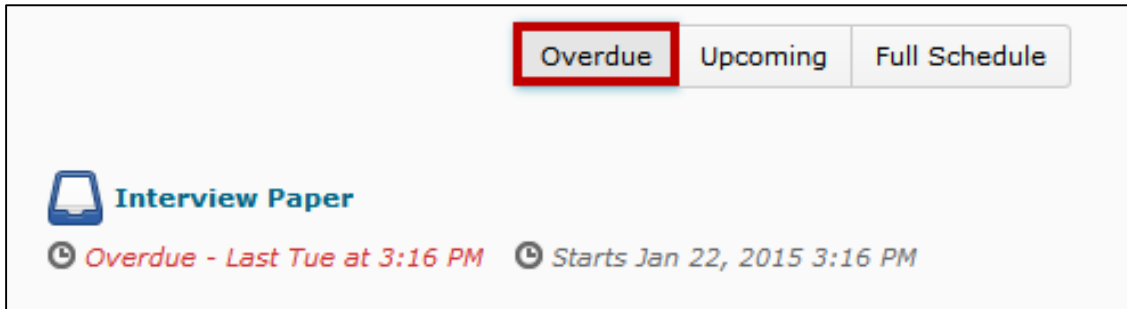 Overdue Upcoming Full Schedule
Interview Paper
Overdue - Last Tue at 3:16 PM Starts Jan 22, 2015 3:16 PM